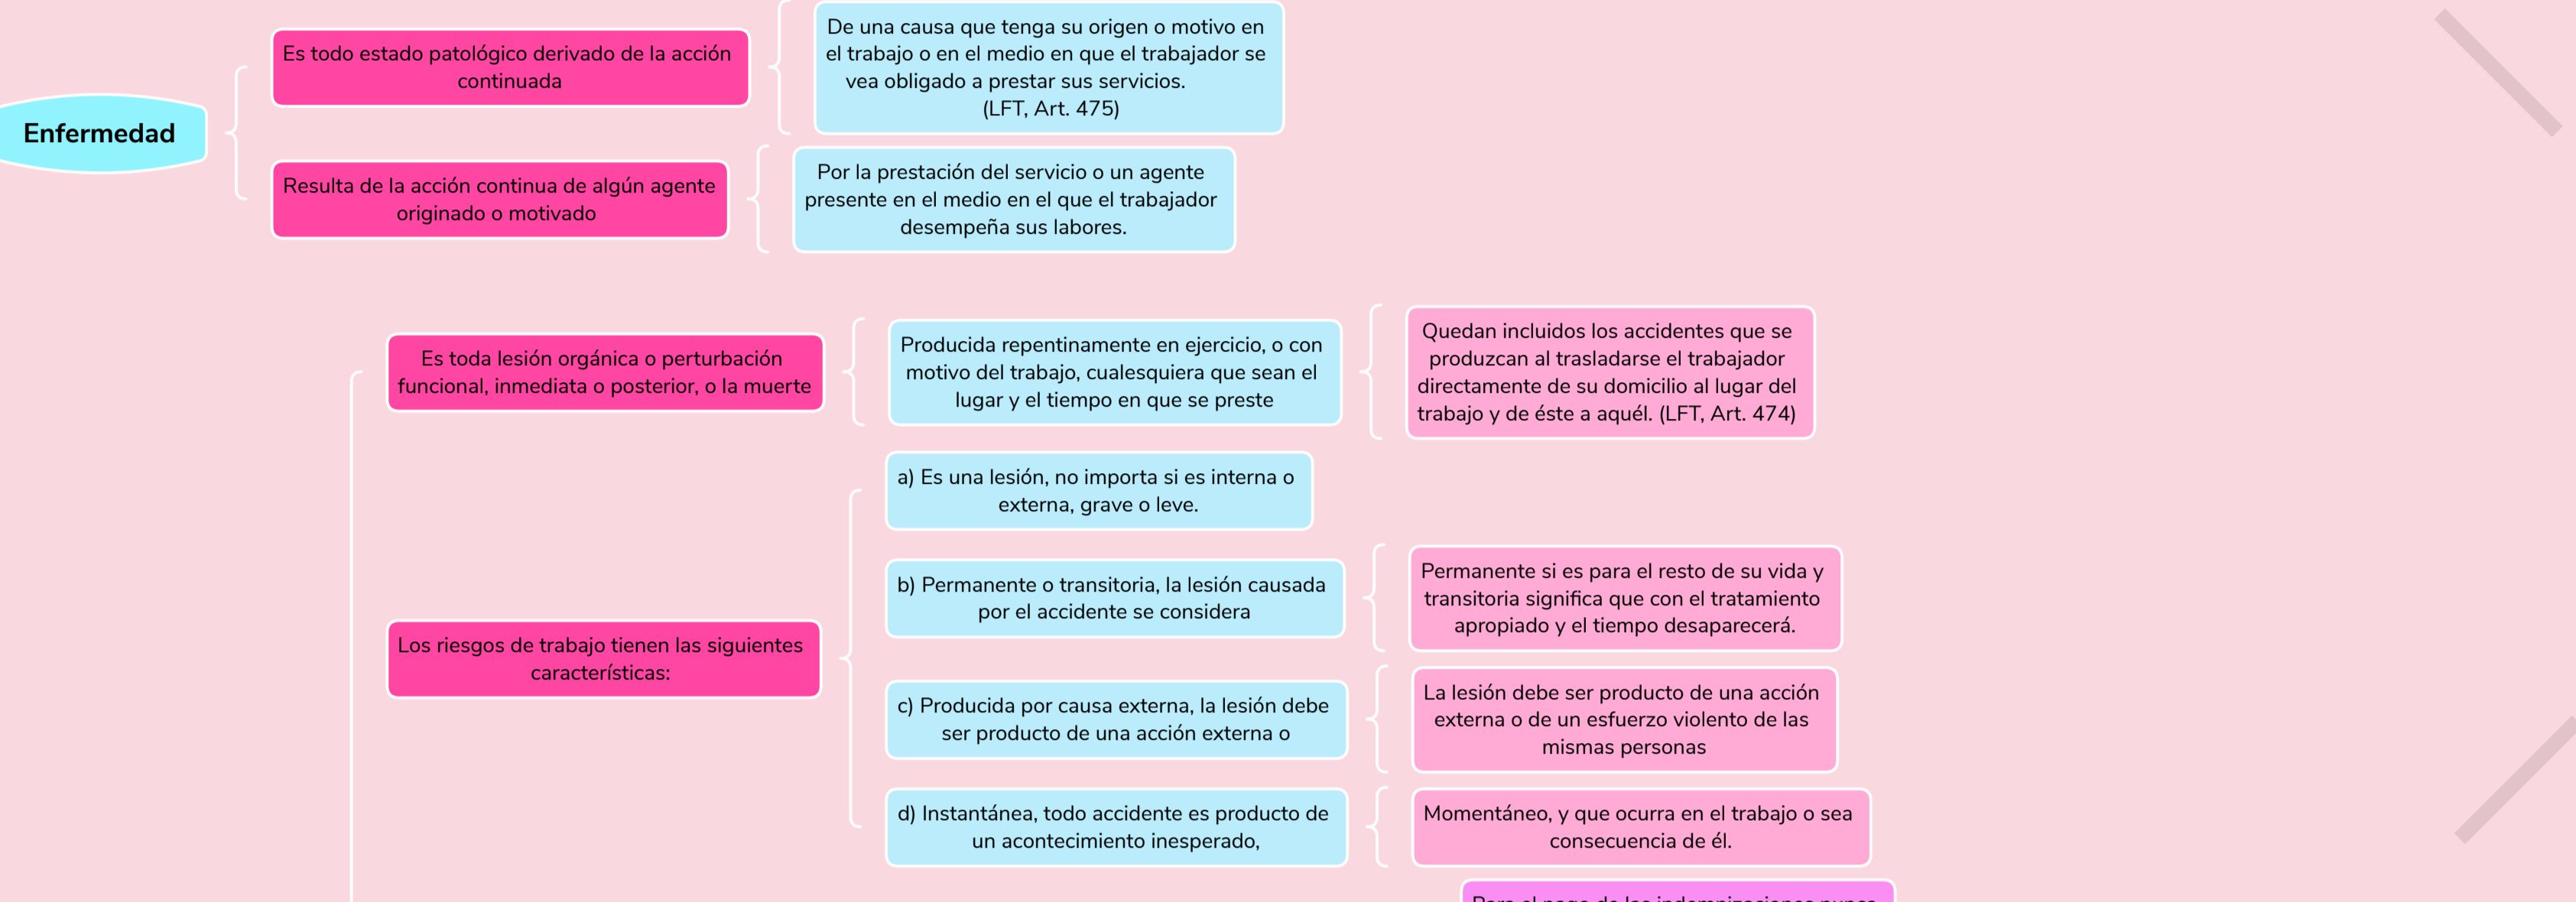 Enfermedad
Es todo estado patológico derivado de la acción
continuada
De una causa que tenga su origen o motivo en
el trabajo o en el medio en que el trabajador se
vea obligado a prestar sus servicios.
(LFT, Art. 475)
Resulta de la acción continua de algún agente
originado o motivado
Por la prestación del servicio o un agente
presente en el medio en el que el trabajador
desempeña sus labores.
Es toda lesión orgánica o perturbación
funcional, inmediata o posterior, o la muerte
Producida repentinamente en ejercicio, o con
motivo del trabajo, cualesquiera que sean el
lugar y el tiempo en que se preste
Quedan incluidos los accidentes que se
produzcan al trasladarse el trabajador
directamente de su domicilio al lugar del
trabajo y de éste a aquél. (LFT, Art. 474)
Los riesgos de trabajo tienen las siguientes
características:
a) Es una lesión, no importa si es interna o
externa, grave o leve.
b) Permanente o transitoria, la lesión causada
por el accidente se considera
Permanente si es para el resto de su vida y
transitoria significa que con el tratamiento
apropiado y el tiempo desaparecerá.
c) Producida por causa externa, la lesión debe
ser producto de una acción externa o
La lesión debe ser producto de una acción
externa o de un esfuerzo violento de las
mismas personas
d) Instantánea, todo accidente es producto de
un acontecimiento inesperado,
Momentáneo, y que ocurra en el trabajo o sea
consecuencia de él.
Para el pago de las indemnizaciones nunca